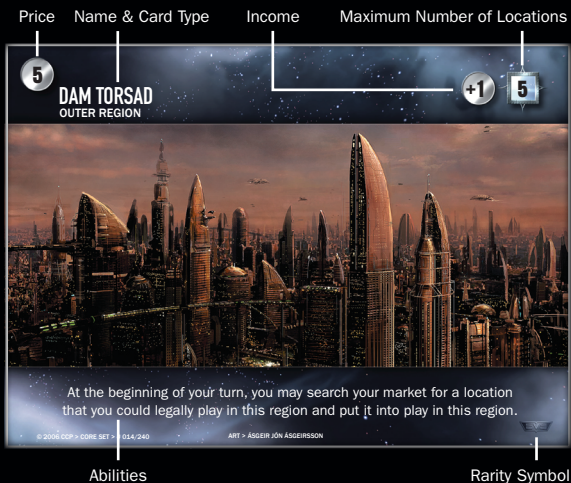 Price Name & Card Type Income Maximum Number of Locations
5
DAM TORSAD
OUTER REGION
+1 5
At the beginning of your turn, you may search your market for a location
that you could legally play in this region and put it into play in this region.
© 2006 CCP > CORE SET > 014/240 ART > ÁSGEIR JÓN ÁSGEIRSSON
Abilities Rarity Symbol